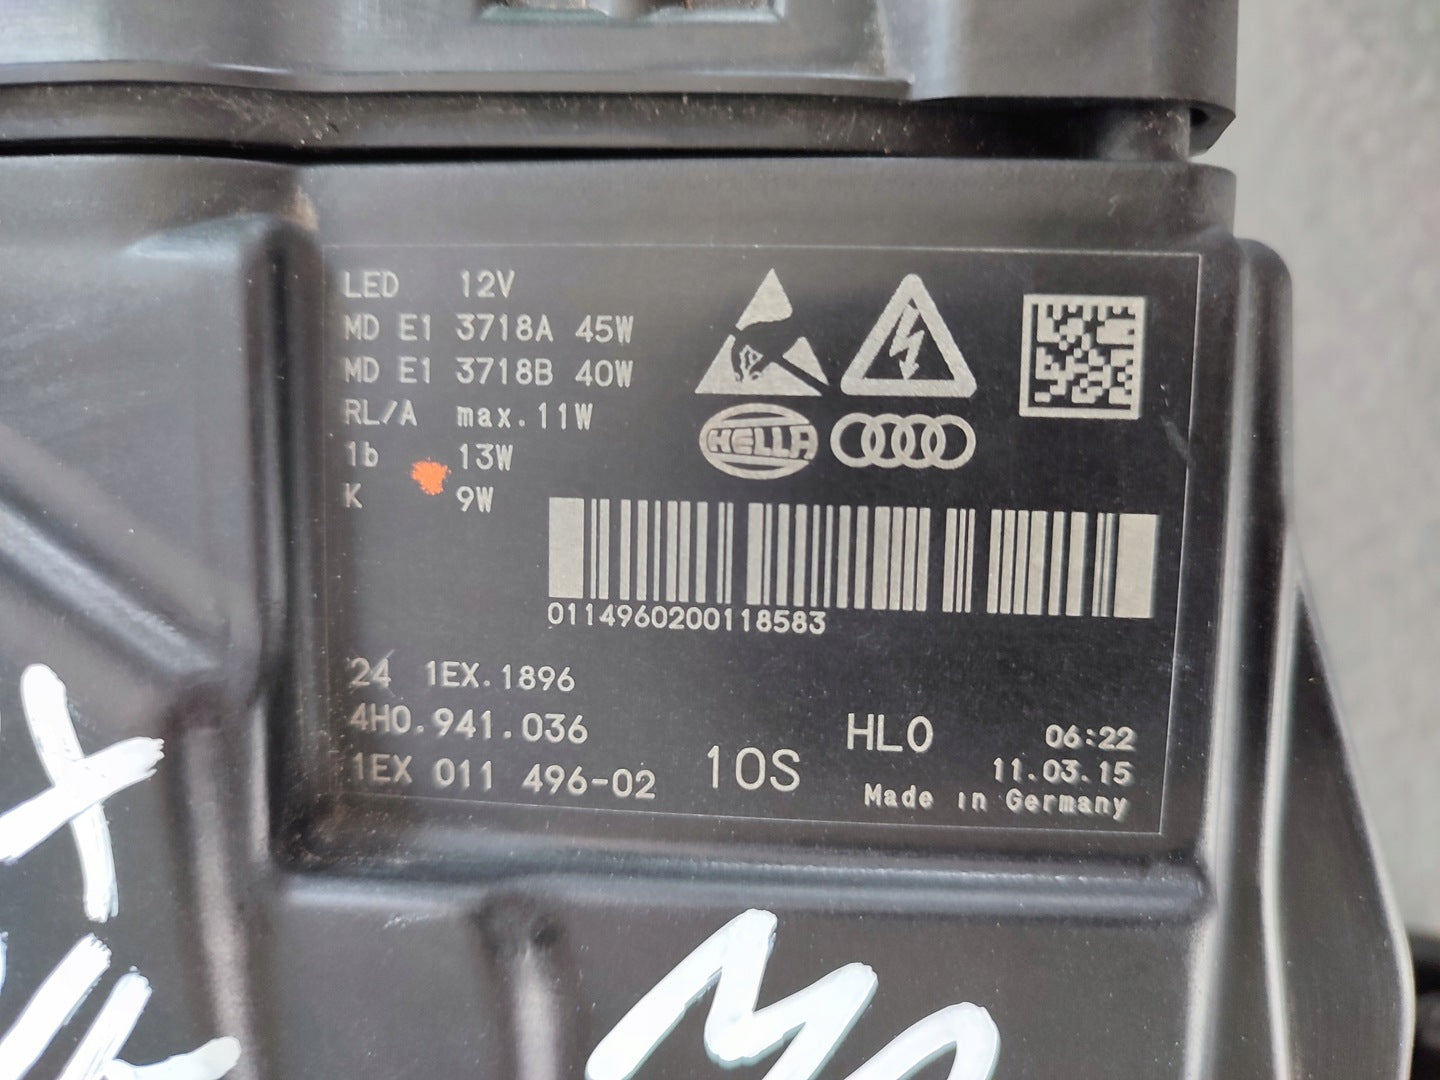 LED 12V
MD E1 3718A 45W
MD E1 3718B 40W
RL/A max.11W
1b 13W
K 9W
HELLA
0114960200118583
24 1EX.1896
4H0.941.036
1EX 011 496-02
10S
HL0
06:22
11.03.15
Made in Germany